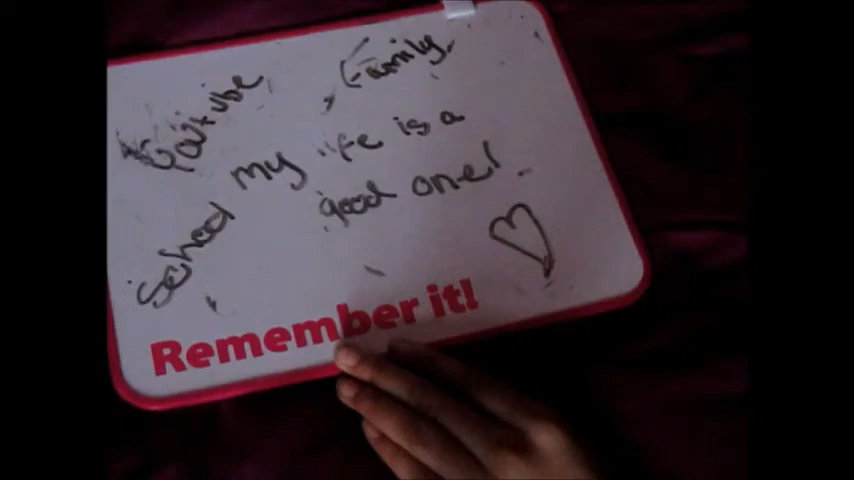 Youtube
Family.
my life is a
good one!
School
Remember it!